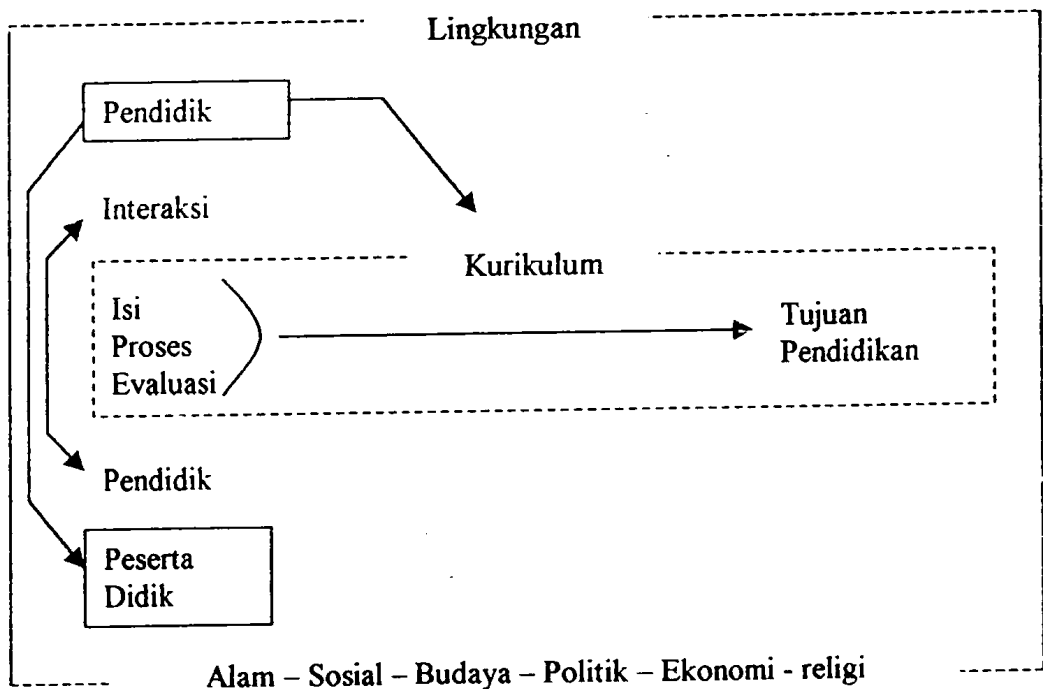 Lingkungan
Pendidik
Interaksi
Kurikulum
Isi
Proses
Evaluasi
Tujuan
Pendidikan
Pendidik
Peserta
Didik
Alam – Sosial – Budaya – Politik – Ekonomi - religi